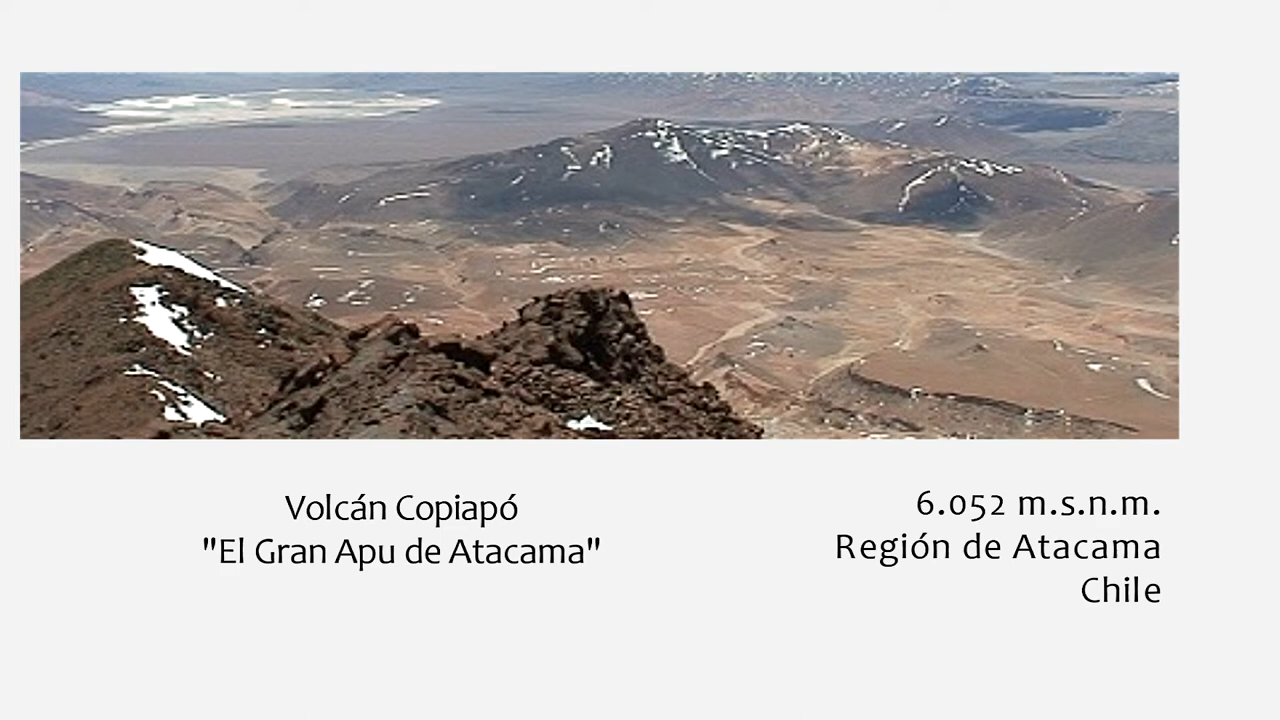 Volcán Copiapó
"El Gran Apu de Atacama"
6.052 m.s.n.m.
Región de Atacama
Chile